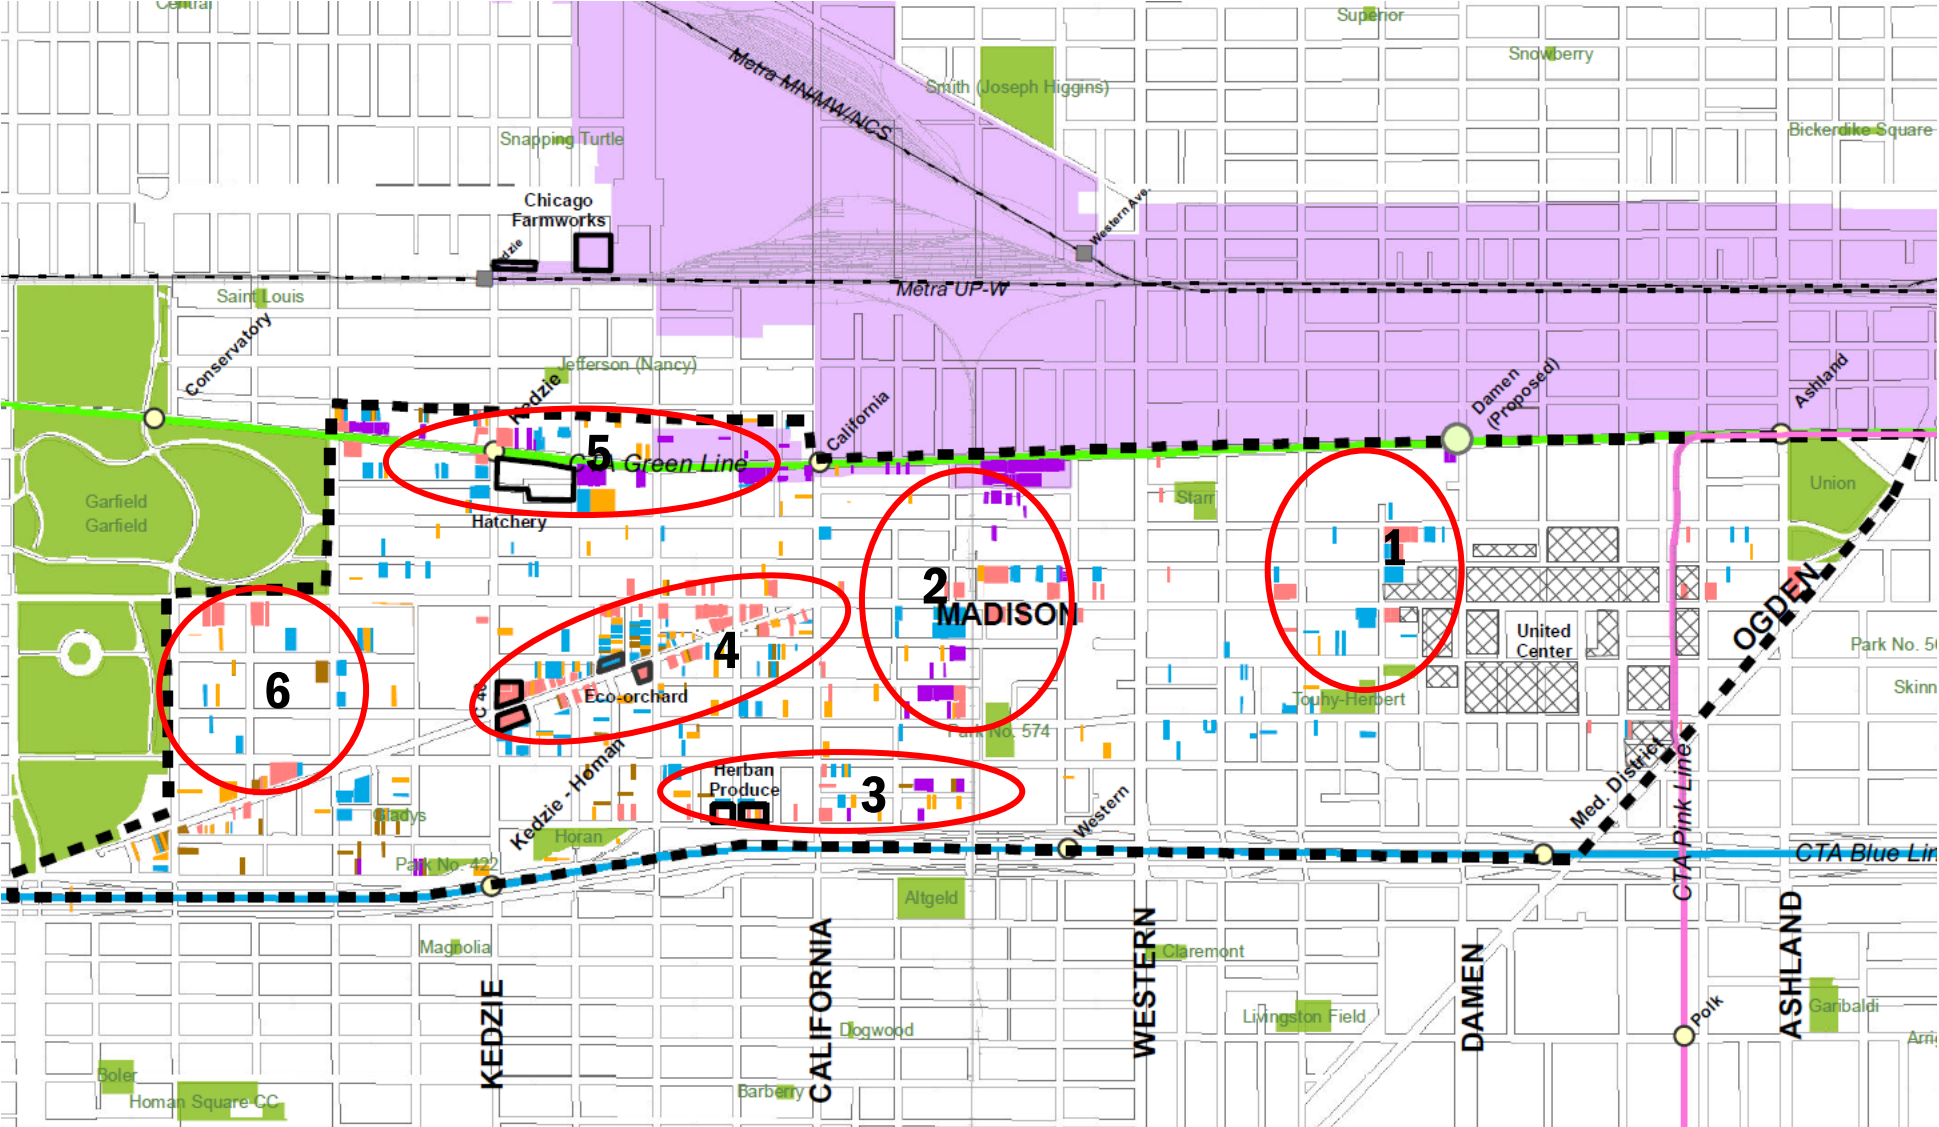 Central
Superior
Snowberry
Metra MN/MW/NCS
Smith (Joseph Higgins)
Snapping Turtle
Bickerdike Square
Chicago
Farmworks
Western Ave.
Metra UP-W
Saint Louis
Conservatory
Jefferson (Nancy)
Kedzie
California
Damen
(Proposed)
Ashland
5
CTA Green Line
Garfield
Garfield
Hatchery
Starr
Union
1
2
MADISON
OGDEN
United
Center
Park No. 5
4
6
Eco-orchard
Touhy-Herbert
Skinn
Park No. 574
Kedzie - Homan
Herban
Produce
3
Med. District
CTA Pink Line
Gladys
Horan
Western
Park No. 422
CTA Blue Lin
Altgeld
Magnolia
Claremont
KEDZIE
CALIFORNIA
WESTERN
DAMEN
ASHLAND
Livingston Field
Garibaldi
Polk
Dogwood
Arri
Boler
Barberry
Homan Square CC